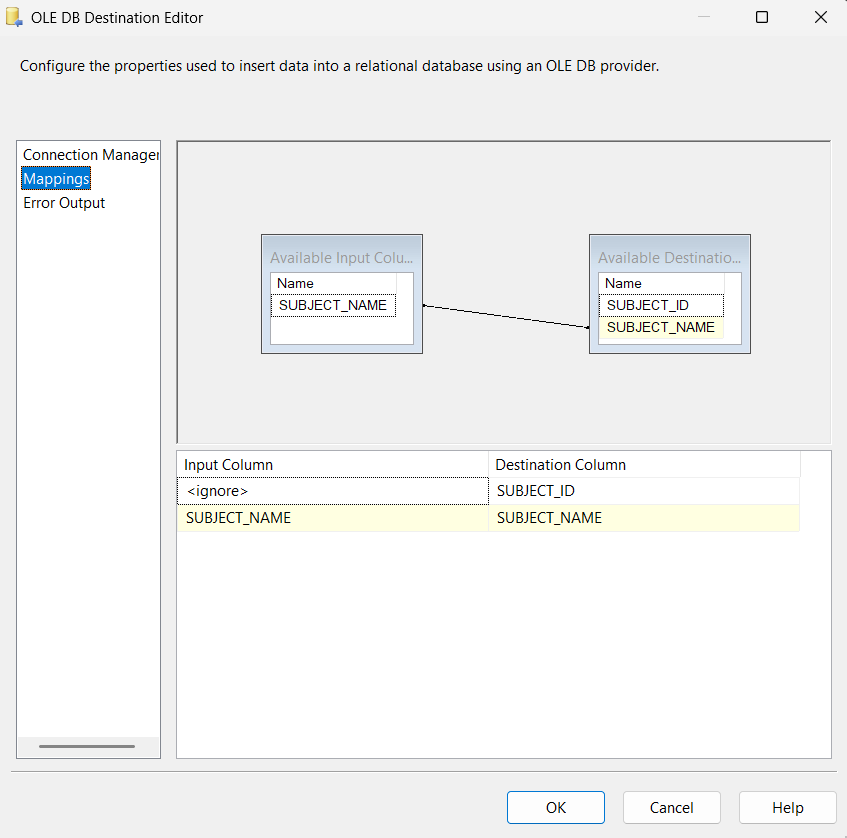 OLE DB Destination Editor
Configure the properties used to insert data into a relational database using an OLE DB provider.
Connection Manager
Mappings
Error Output
Available Input Colu...
Name
SUBJECT_NAME
Available Destinatio...
Name
SUBJECT_ID
SUBJECT_NAME
Input Column Destination Column
<ignore> SUBJECT_ID
SUBJECT_NAME SUBJECT_NAME
OK Cancel Help